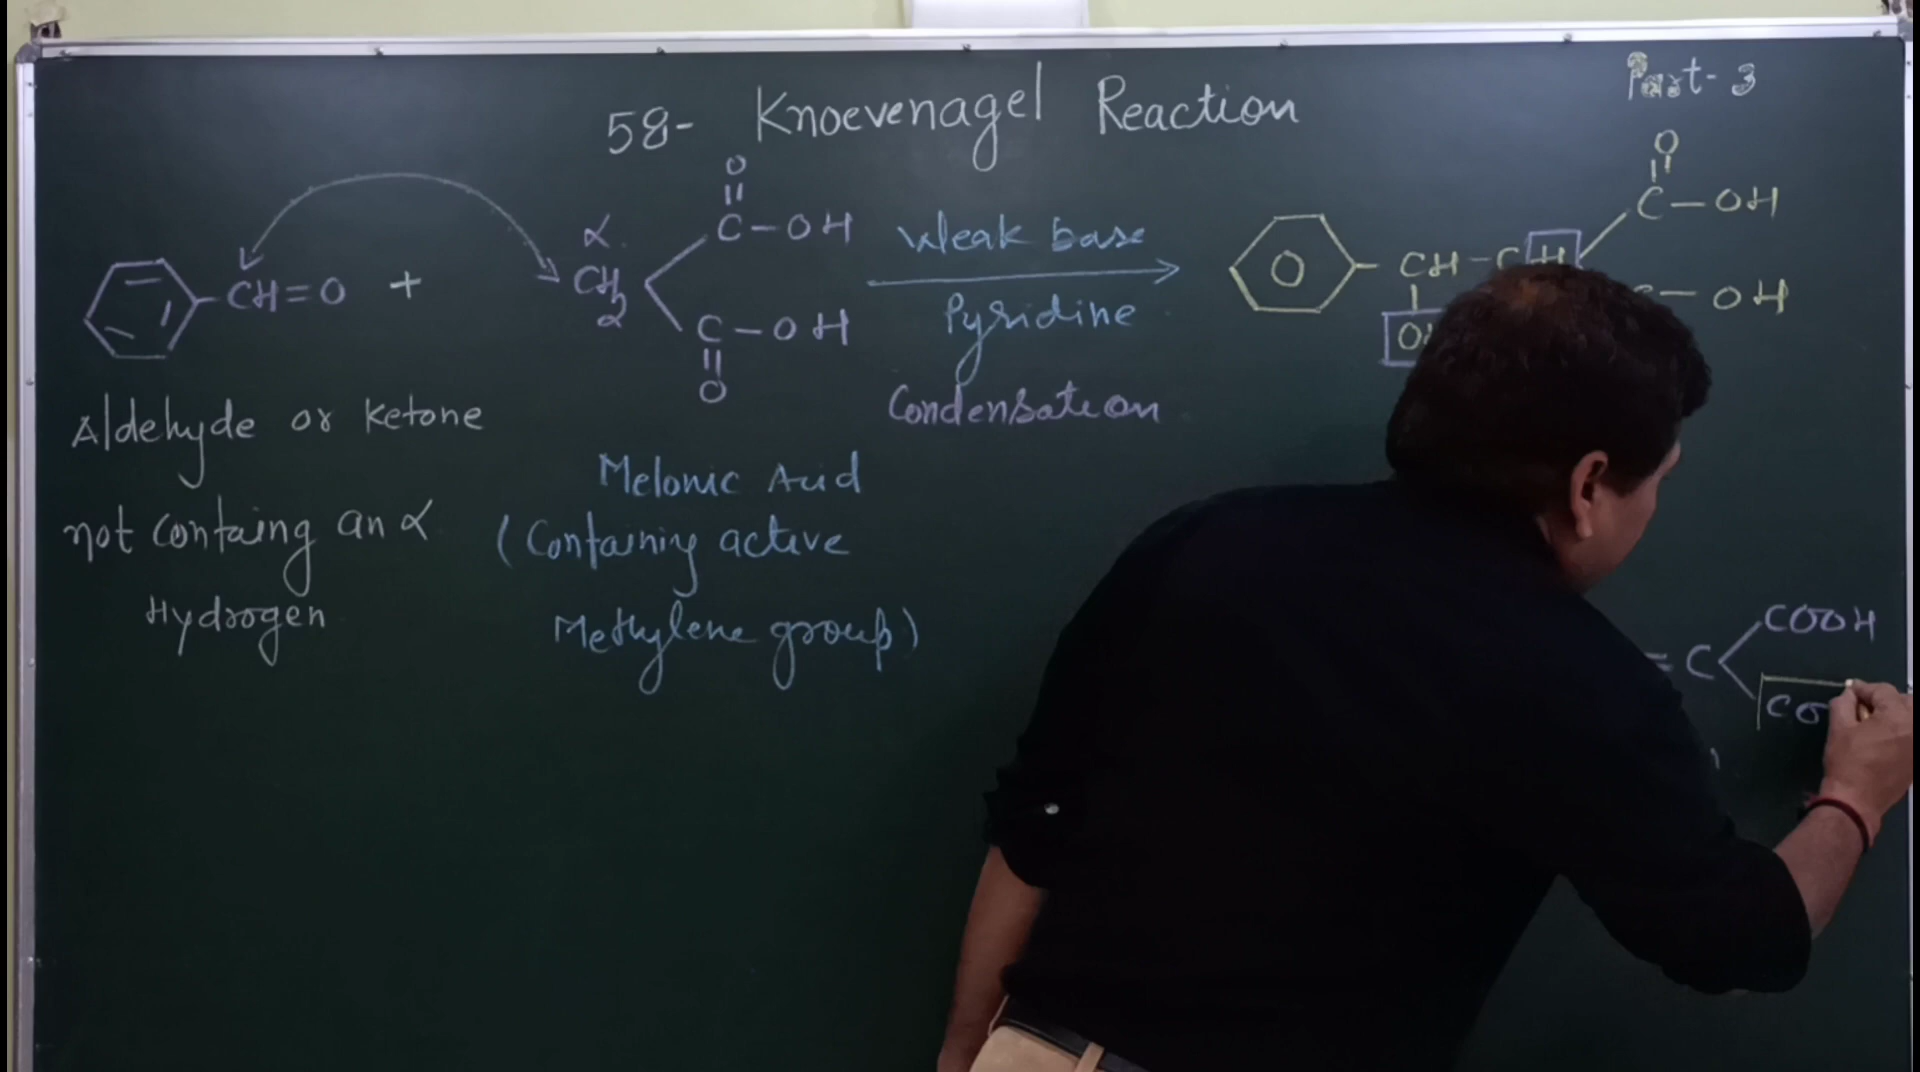 Part-3
58- Knoevenagel Reaction
O
C-OH
α
CH=O + CH2
α
C-OH
O
Weak base
Pyridine
Condensation
O
C-OH
O CH-CH
OH
Aldehyde or Ketone
not containg an α
Hydrogen
Melonic Acid
(Containing active
Methylene group)
COOH
=C